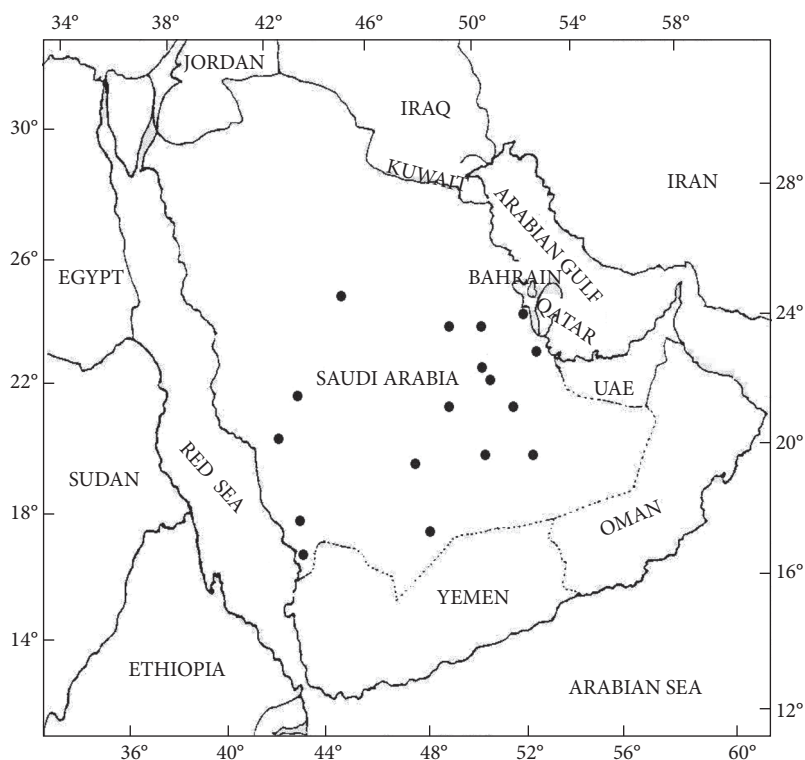 34° 38° 42° 46° 50° 52° 54° 58°
JORDAN
IRAQ
30°
KUWAIT
28°
IRAN
ARABIAN GULF
26°
EGYPT
BAHRAIN
QATAR
24°
SAUDI ARABIA
22°
UAE
20°
RED SEA
SUDAN
18°
OMAN
16°
YEMEN
14°
ETHIOPIA
ARABIAN SEA
12°
36° 40° 44° 48° 52° 56° 60°